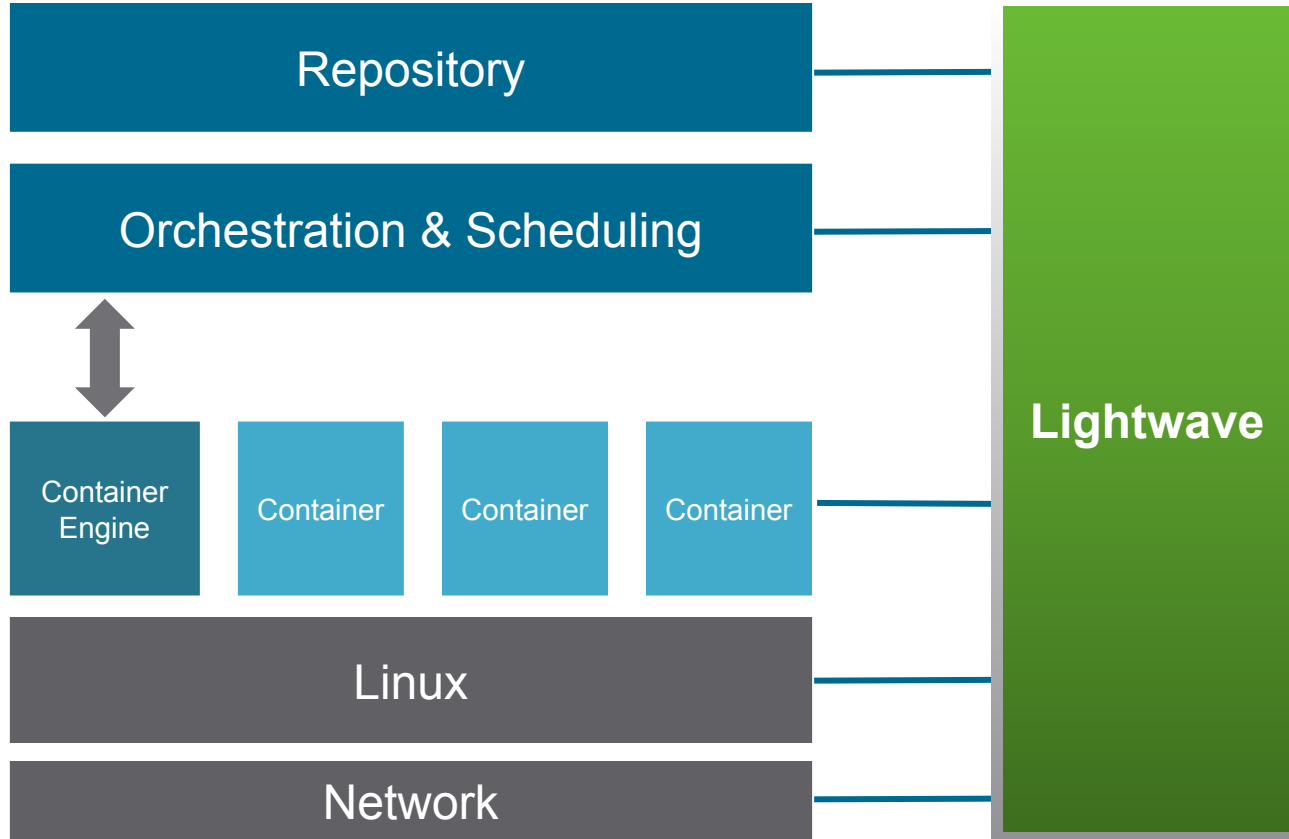 Repository
Orchestration & Scheduling
Container
Engine
Container
Container
Container
Lightwave
Linux
Network